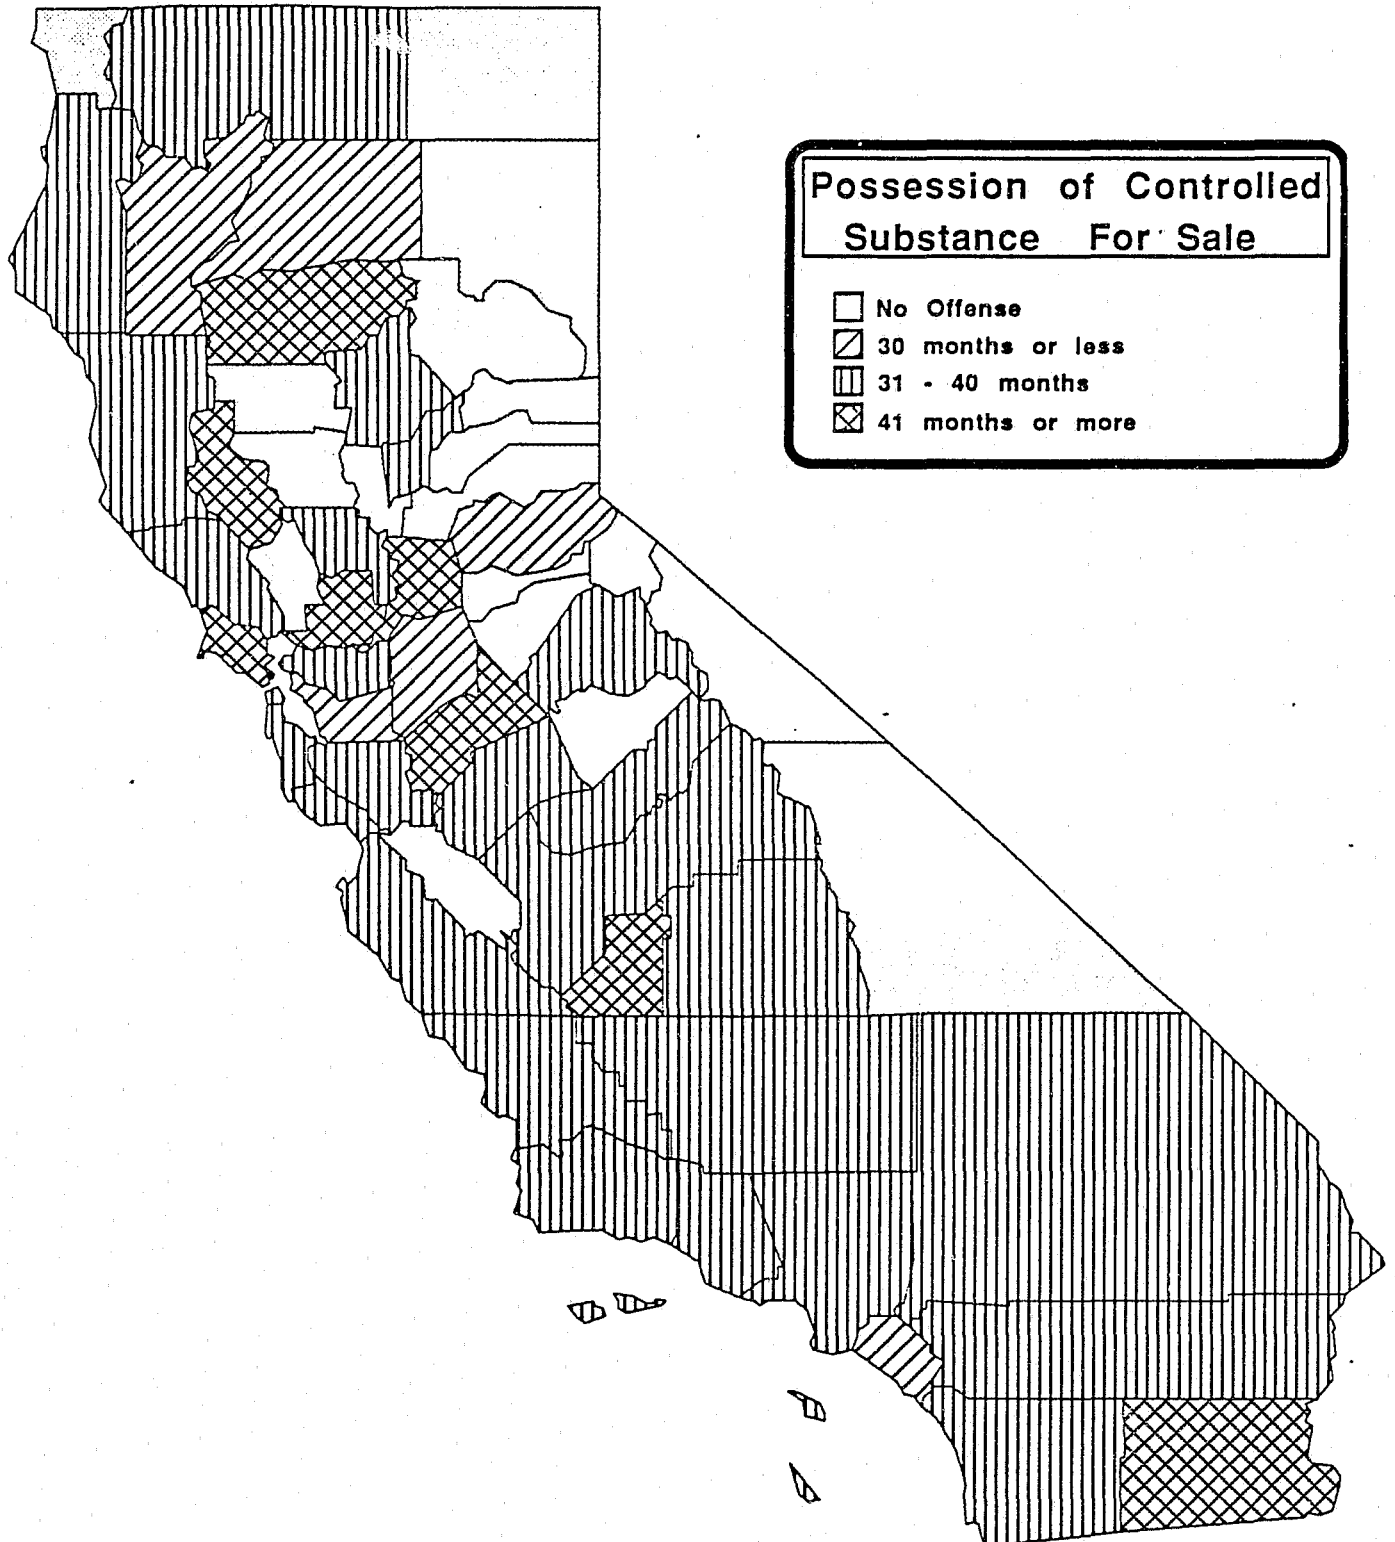 Possession of Controlled
Substance For Sale
No Offense
30 months or less
31 - 40 months
41 months or more